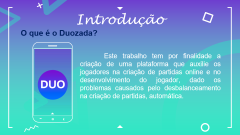 Introdução
O que é o Duozada?
Este trabalho tem por finalidade a
criação de uma plataforma que auxilie os
jogadores na criação de partidas online e no
desenvolvimento do jogador, dado os
problemas causados pelo desbalanceamento
na criação de partidas, automática.
DUO